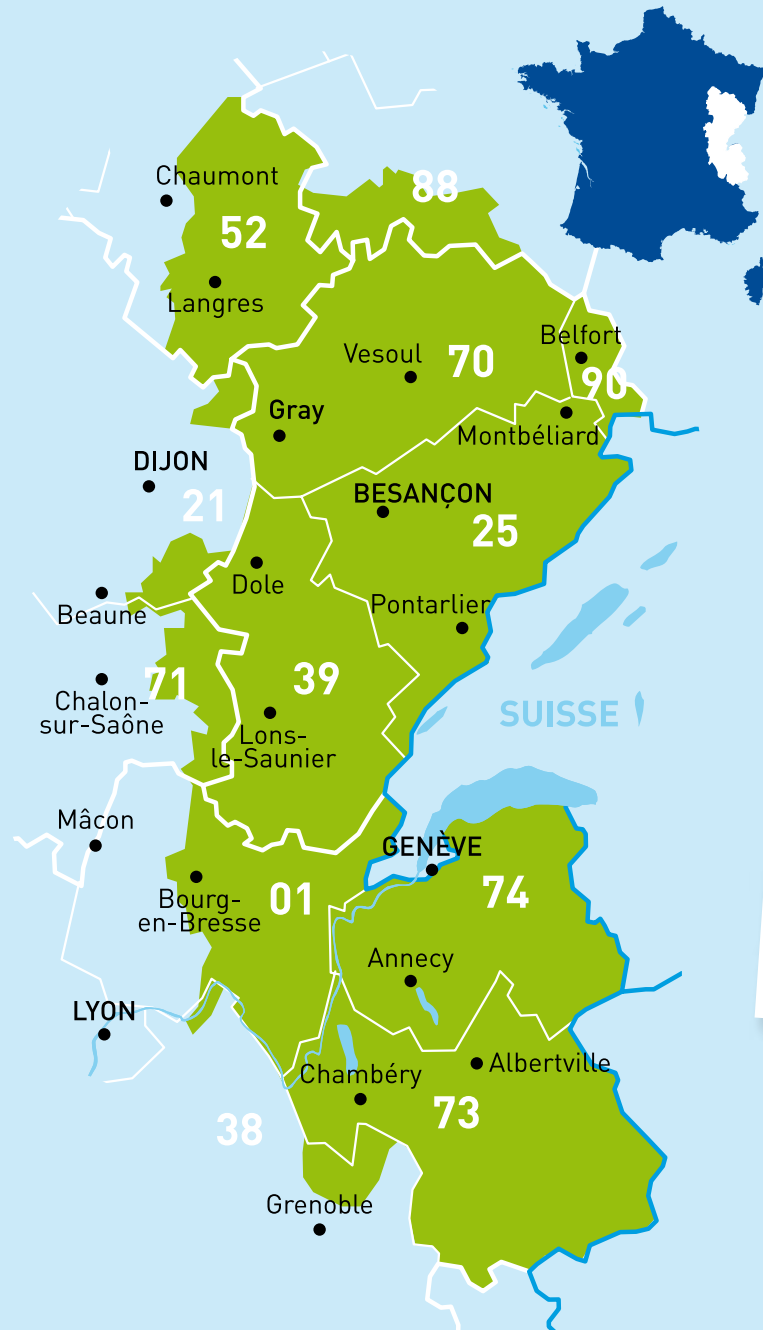 Chaumont
88
52
Langres
Belfort
Vesoul
70
90
Gray
Montbéliard
DIJON
BESANÇON
21
25
Dole
Beaune
Pontarlier
71
39
Chalon-
sur-Saône
SUISSE
Lons-
le-Saunier
Mâcon
GENÈVE
Bourg-
en-Bresse
01
74
Annecy
LYON
Albertville
Chambéry
73
38
Grenoble